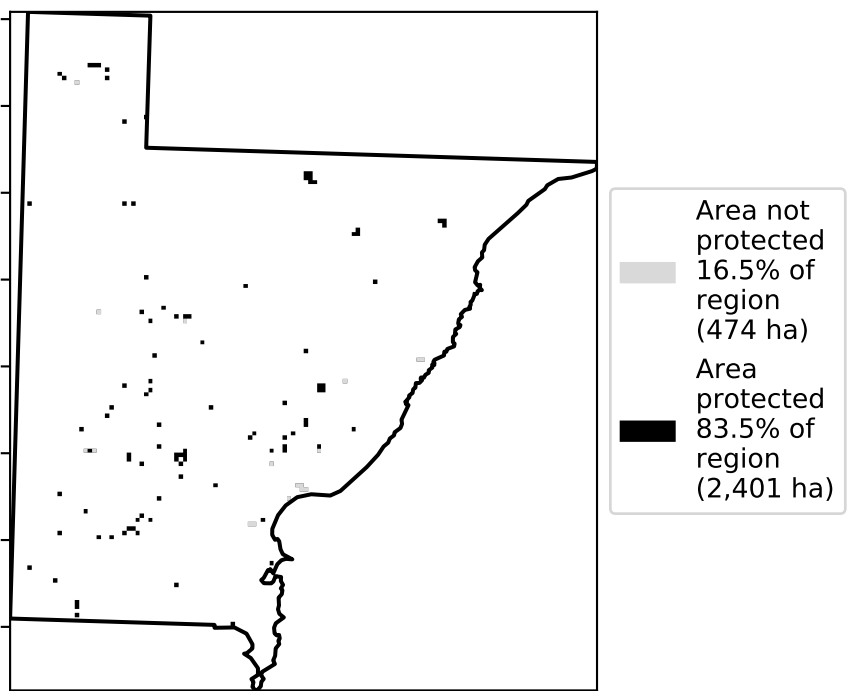 Area not
protected
16.5% of
region
(474 ha)
Area
protected
83.5% of
region
(2,401 ha)